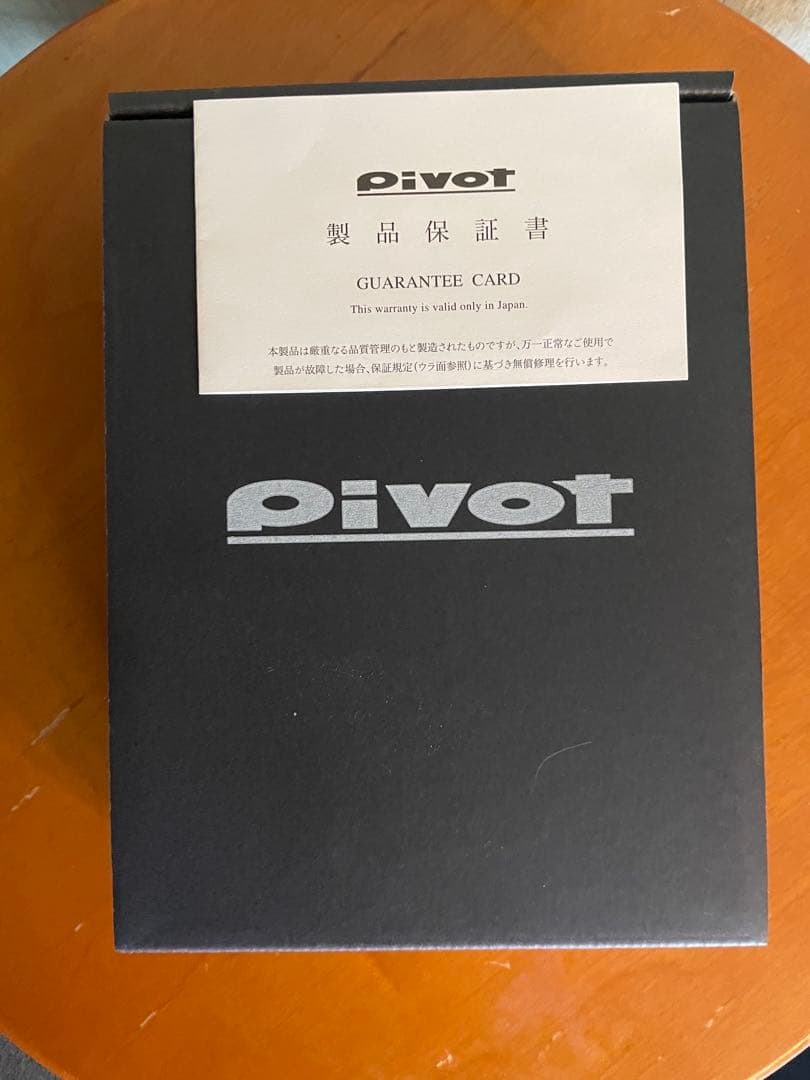 pivot
製品保証書
GUARANTEE CARD
This warranty is valid only in Japan.
本製品は厳重なる品質管理のもと製造されたものですが、万一正常なご使用で
製品が故障した場合、保証規定(ウラ面参照)に基づき無償修理を行います。
pivot